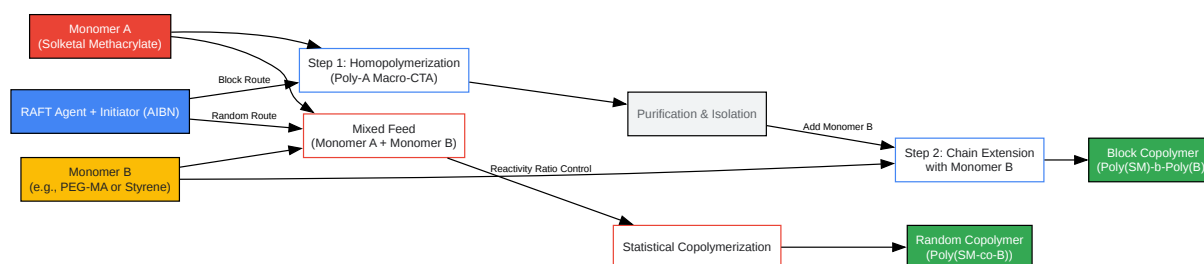 Monomer A
(Solketal Methacrylate)
Step 1: Homopolymerization
(Poly-A Macro-CTA)
Block Route
RAFT Agent + Initiator (AIBN)
Random Route
Purification & Isolation
Mixed Feed
(Monomer A + Monomer B)
Add Monomer B
Monomer B
(e.g., PEG-MA or Styrene)
Reactivity Ratio Control
Step 2: Chain Extension
with Monomer B
Block Copolymer
(Poly(SM)-b-Poly(B)
Statistical Copolymerization
Random Copolymer
(Poly(SM-co-B))